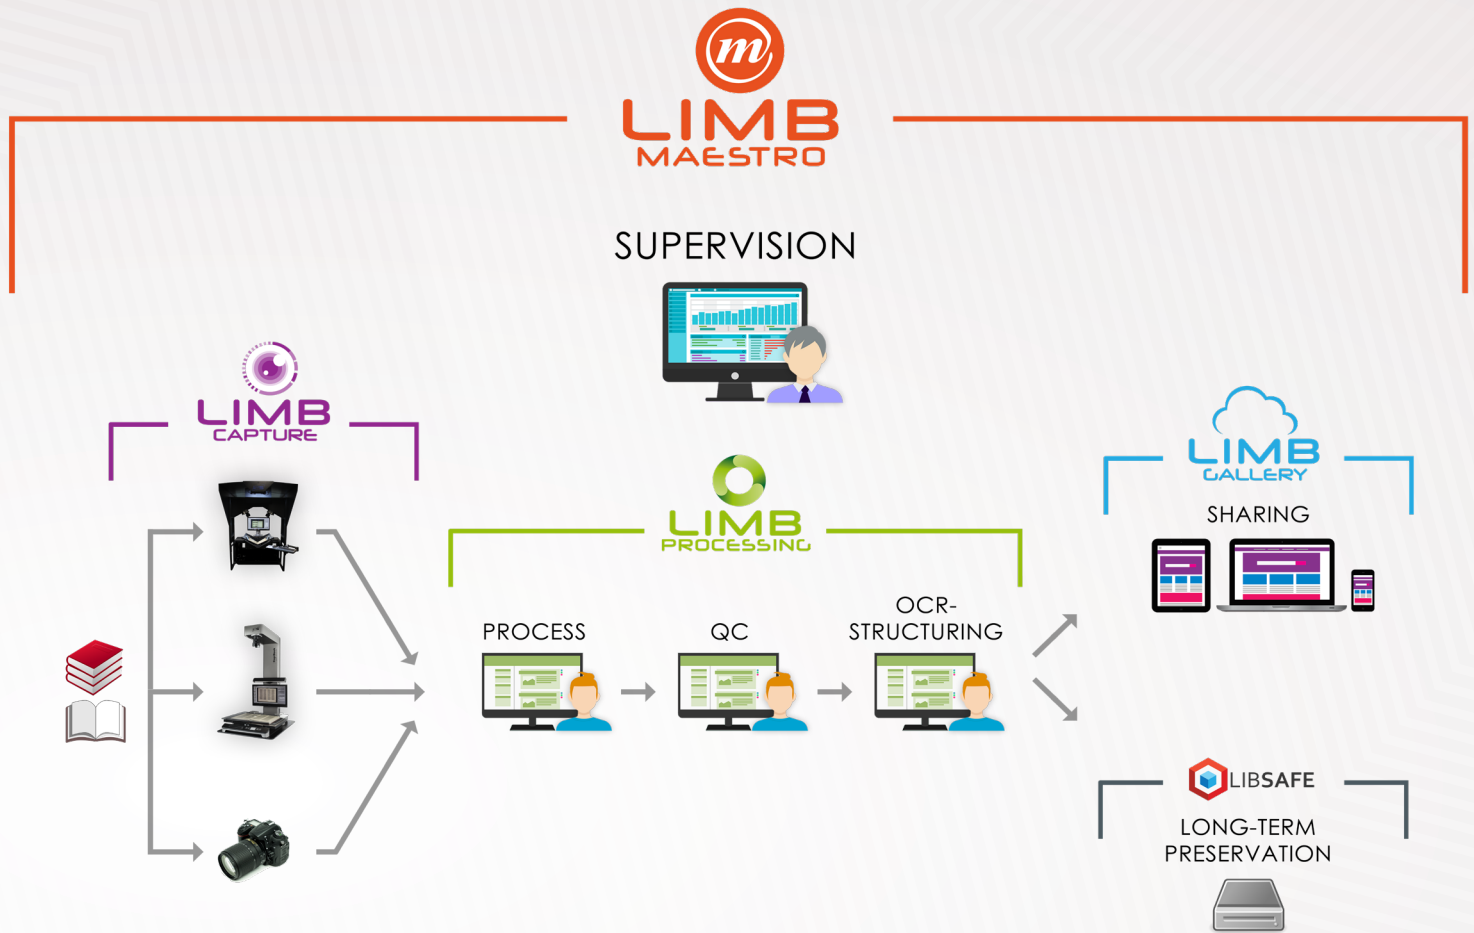 m
LIMB
MAESTRO
SUPERVISION
LIMB
CAPTURE
LIMB
PROCESSING
PROCESS
QC
OCR-
STRUCTURING
LIMB
GALLERY
SHARING
LIBSAFE
LONG-TERM
PRESERVATION